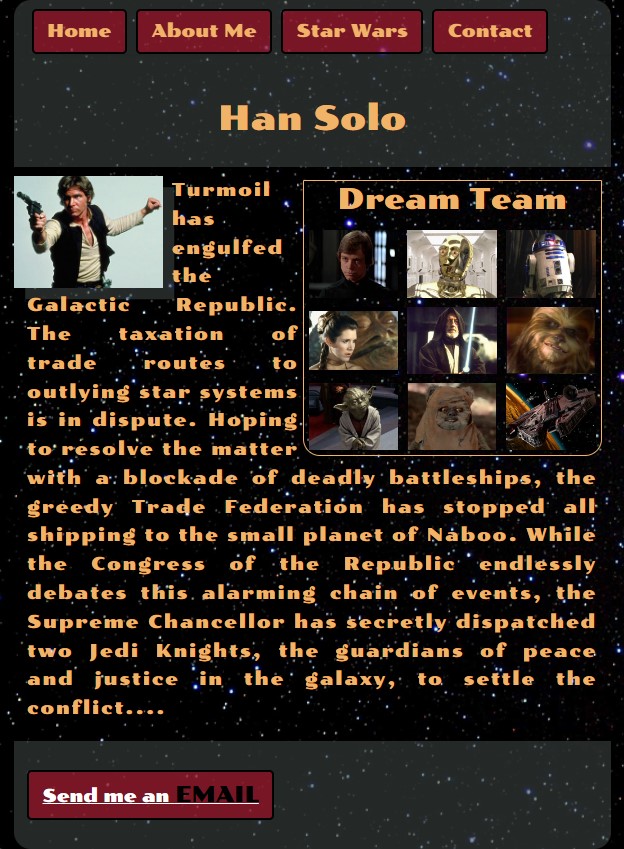 Home About Me Star Wars Contact
Han Solo
Turmoil
has
engulfed
the
Galactic Republic.
The taxation of
trade routes to
outlying star systems
is in dispute. Hoping
to resolve the matter
Dream Team
with a blockade of deadly battleships, the
greedy Trade Federation has stopped all
shipping to the small planet of Naboo. While
the Congress of the Republic endlessly
debates this alarming chain of events, the
Supreme Chancellor has secretly dispatched
two Jedi Knights, the guardians of peace
and justice in the galaxy, to settle the
conflict....
Send me an EMAIL